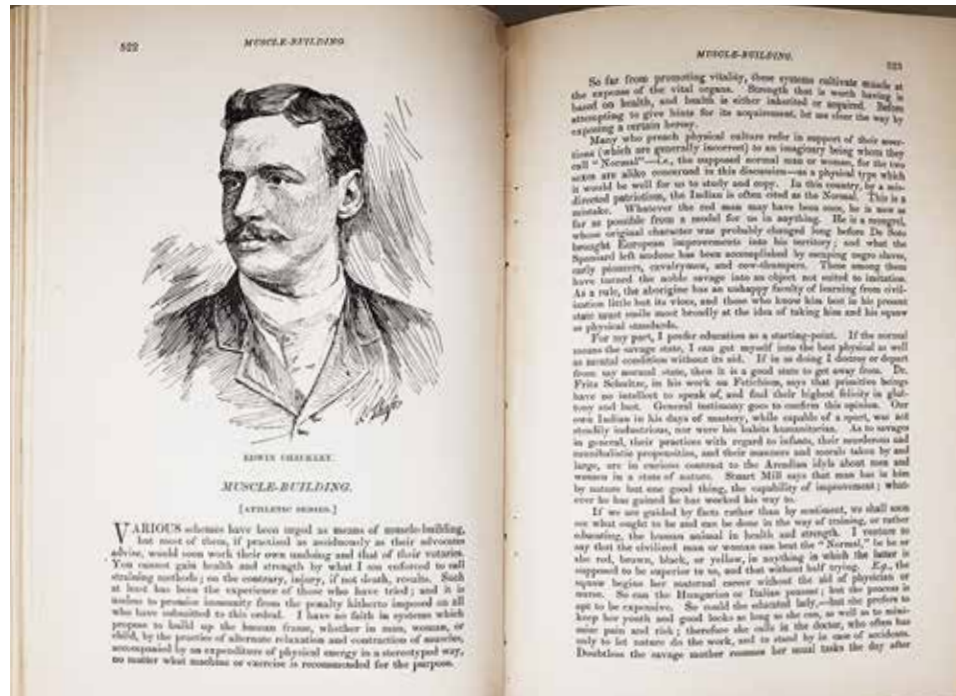 522
MUSCLE-BUILDING.
EDWIN CHECKLEY.
MUSCLE-BUILDING.
[ATHLETIC SERIES.]
VARIOUS schemes have been urged as means of muscle-building,
but most of them, if practised as assiduously as their advocates
advise, would soon work their own undoing and that of their votaries.
You cannot gain health and strength by what I am enforced to call
straining methods; on the contrary, injury, if not death, results. Such
at least has been the experience of those who have tried; and it is
useless to promise immunity from the penalty hitherto imposed on all
who have submitted to this ordeal. I have no faith in systems which
propose to build up the human frame, whether in man, woman, or
child, by the practice of alternate relaxation and contraction of muscles,
accompanied by an expenditure of physical energy in a stereotyped way,
no matter what machine or exercise is recommended for the purpose.
MUSCLE-BUILDING.
523
So far from promoting vitality, these systems cultivate muscle at
the expense of the vital organs. Strength that is worth having is
based on health, and health is either inherited or acquired. Before
attempting to give hints for its acquirement, let me clear the way by
exposing a certain heresy.
Many who preach physical culture refer in support of their asser-
tions (which are generally incorrect) to an imaginary being whom they
call "Normal"—i.e., the supposed normal man or woman, for the two
sexes are alike concerned in this discussion—as a physical type which
it would be well for us to study and copy. In this country, by a mis-
directed patriotism, the Indian is often cited as the Normal. This is a
mistake. Whatever the red man may have been once, he is now as
far as possible from a model for us in anything. He is a mongrel,
whose original character was probably changed long before De Soto
brought European improvements into his territory; and what the
Spaniard left undone has been accomplished by escaping negro slaves,
early pioneers, cavalrymen, and cow-thumpers. These among them
have turned the noble savage into an object not suited to imitation.
As a rule, the aborigine has an unhappy faculty of learning from civil-
ization little but its vices, and those who know him best in his present
state must smile most broadly at the idea of taking him and his squaw
as physical standards.
For my part, I prefer education as a starting-point. If the normal
means the savage state, I can get myself into the best physical as well
as mental condition without its aid. If in so doing I destroy or depart
from any normal state, then it is a good state to get away from. Dr.
Fritz Schultze, in his work on Fetichism, says that primitive beings
have no intellect to speak of, and find their highest felicity in glut-
tony and lust. General testimony goes to confirm this opinion. Our
own Indian in his days of mastery, while capable of a spurt, was not
steadily industrious, nor were his habits humanitarian. As to savages
in general, their practices with regard to infants, their murderous and
cannibalistic propensities, and their manners and morals taken by and
large, are in curious contrast to the Arcadian idyls about men and
women in a state of nature. Stuart Mill says that man has in him
by nature but one good thing, the capability of improvement; what-
ever he has gained he has worked his way to.
If we are guided by facts rather than by sentiment, we shall soon
see what ought to be and can be done in the way of training, or rather
educating, the human animal in health and strength. I venture to
say that the civilized man or woman can beat the "Normal," be he or
she red, brown, black, or yellow, in anything in which the latter is
supposed to be superior to us, and that without half trying. E.g., the
squaw begins her maternal career without the aid of physician or
nurse. So can the Hungarian or Italian peasant; but the process is
apt to be expensive. So could the educated lady,—but she prefers to
keep her youth and good looks as long as she can, as well as to mini-
mize pain and risk; therefore she calls in the doctor, who often has
only to let nature do the work, and to stand by in case of accidents.
Doubtless the savage mother resumes her usual tasks the day after